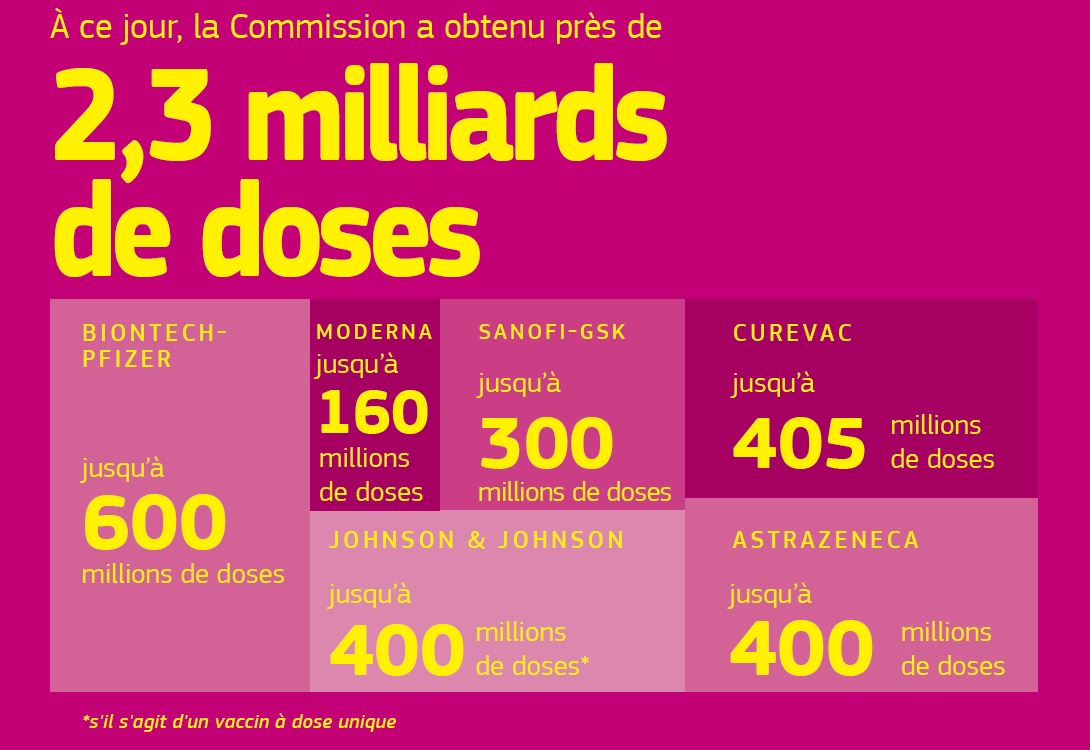 À ce jour, la Commission a obtenu près de
2,3 milliards
de doses
BIONTECH-
PFIZER
jusqu'à
600
millions de doses
MODERNA
jusqu'à
160
millions
de doses
SANOFI-GSK
jusqu'à
300
millions de doses
CUREVAC
jusqu'à
405 millions
de doses
JOHNSON & JOHNSON
jusqu'à
400 millions
de doses*
ASTRAZENECA
jusqu'à
400 millions
de doses
*s'il s'agit d'un vaccin à dose unique